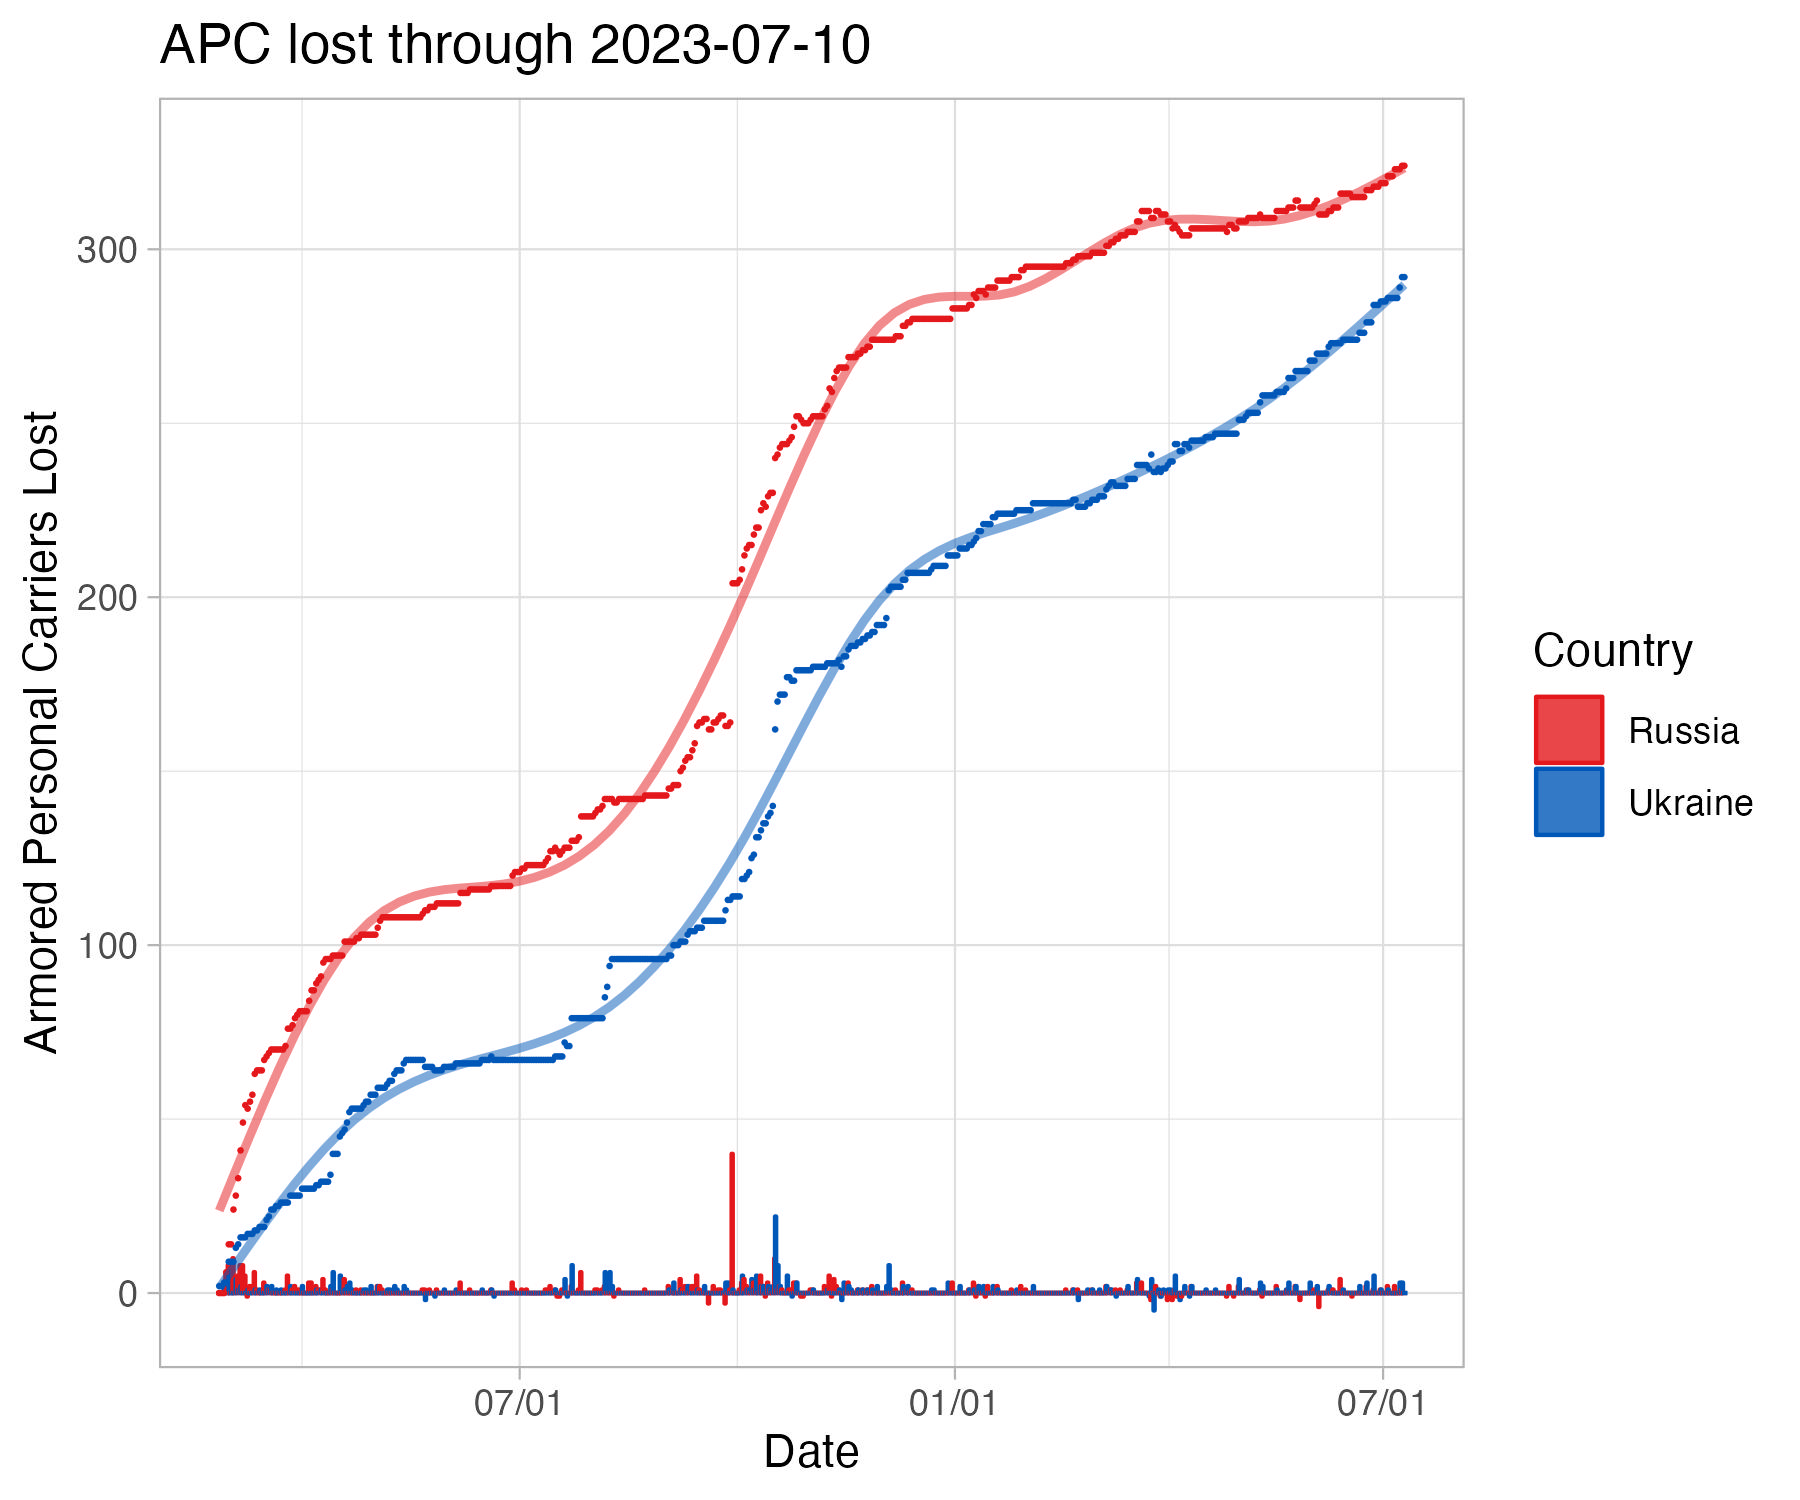 APC lost through 2023-07-10
Armored Personal Carriers Lost
300
200
100
0
07/01
01/01
07/01
Date
Country
Russia
Ukraine